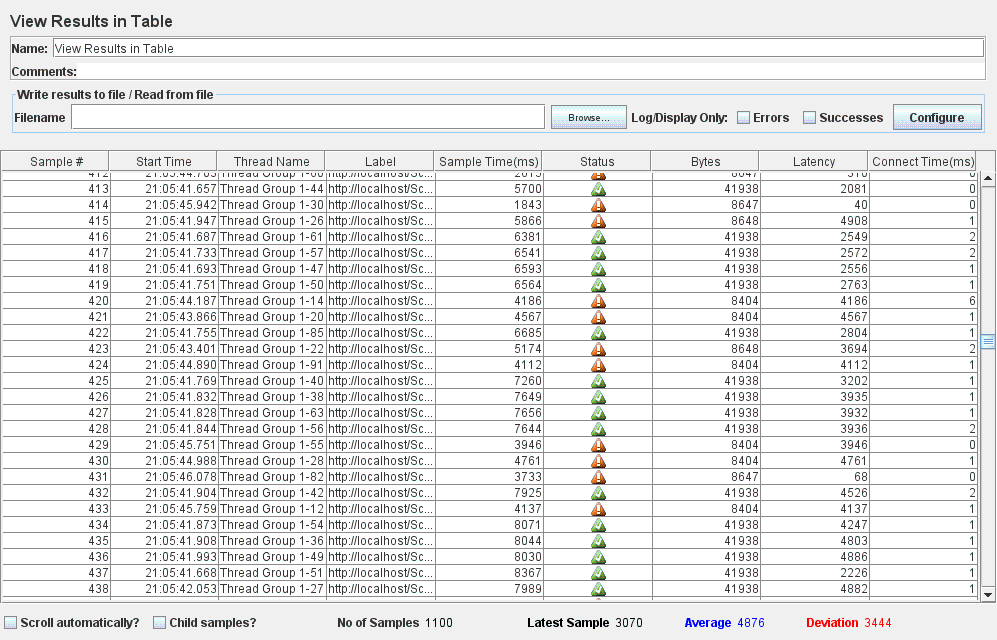 View Results in Table
Name: View Results in Table
Comments:
Write results to file / Read from file
Filename Browse... Log/Display Only: Errors Successes Configure
Sample # Start Time Thread Name Label Sample Time(ms) Status Bytes Latency Connect Time(ms)
413 21:05:41.657 Thread Group 1-44 http://localhost/Sc... 5700 41938 2081 0
414 21:05:45.942 Thread Group 1-30 http://localhost/Sc... 1843 8647 40 0
415 21:05:41.947 Thread Group 1-26 http://localhost/Sc... 5866 8648 4908 1
416 21:05:41.687 Thread Group 1-61 http://localhost/Sc... 6381 41938 2549 2
417 21:05:41.733 Thread Group 1-57 http://localhost/Sc... 6541 41938 2572 2
418 21:05:41.693 Thread Group 1-47 http://localhost/Sc... 6593 41938 2556 1
419 21:05:41.751 Thread Group 1-50 http://localhost/Sc... 6564 41938 2763 1
420 21:05:44.187 Thread Group 1-14 http://localhost/Sc... 4186 8404 4186 6
421 21:05:43.866 Thread Group 1-20 http://localhost/Sc... 4567 8404 4567 1
422 21:05:41.755 Thread Group 1-85 http://localhost/Sc... 6685 41938 2804 1
423 21:05:43.401 Thread Group 1-22 http://localhost/Sc... 5174 8648 3694 2
424 21:05:44.890 Thread Group 1-91 http://localhost/Sc... 4112 8404 4112 1
425 21:05:41.769 Thread Group 1-40 http://localhost/Sc... 7260 41938 3202 1
426 21:05:41.832 Thread Group 1-38 http://localhost/Sc... 7649 41938 3935 1
427 21:05:41.828 Thread Group 1-63 http://localhost/Sc... 7656 41938 3932 1
428 21:05:41.844 Thread Group 1-56 http://localhost/Sc... 7644 41938 3936 2
429 21:05:45.751 Thread Group 1-55 http://localhost/Sc... 3946 8404 3946 0
430 21:05:44.988 Thread Group 1-28 http://localhost/Sc... 4761 8404 4761 1
431 21:05:46.078 Thread Group 1-82 http://localhost/Sc... 3733 8647 68 0
432 21:05:41.904 Thread Group 1-42 http://localhost/Sc... 7925 41938 4526 2
433 21:05:45.759 Thread Group 1-12 http://localhost/Sc... 4137 8404 4137 1
434 21:05:41.873 Thread Group 1-54 http://localhost/Sc... 8071 41938 4247 1
435 21:05:41.908 Thread Group 1-36 http://localhost/Sc... 8044 41938 4803 1
436 21:05:41.993 Thread Group 1-49 http://localhost/Sc... 8030 41938 4886 1
437 21:05:41.668 Thread Group 1-51 http://localhost/Sc... 8367 41938 2226 1
438 21:05:42.053 Thread Group 1-27 http://localhost/Sc... 7989 41938 4882 1
Scroll automatically? Child samples? No of Samples 1100 Latest Sample 3070 Average 4876 Deviation 3444